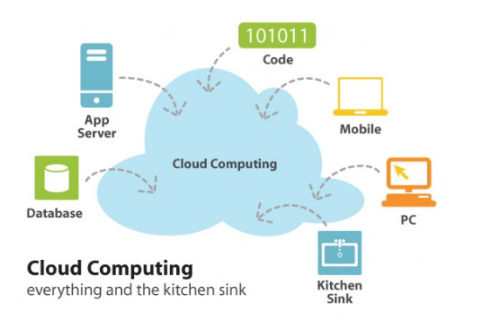 101011
Code
App
Server
Mobile
Cloud Computing
Database
PC
Kitchen
Sink
Cloud Computing
everything and the kitchen sink